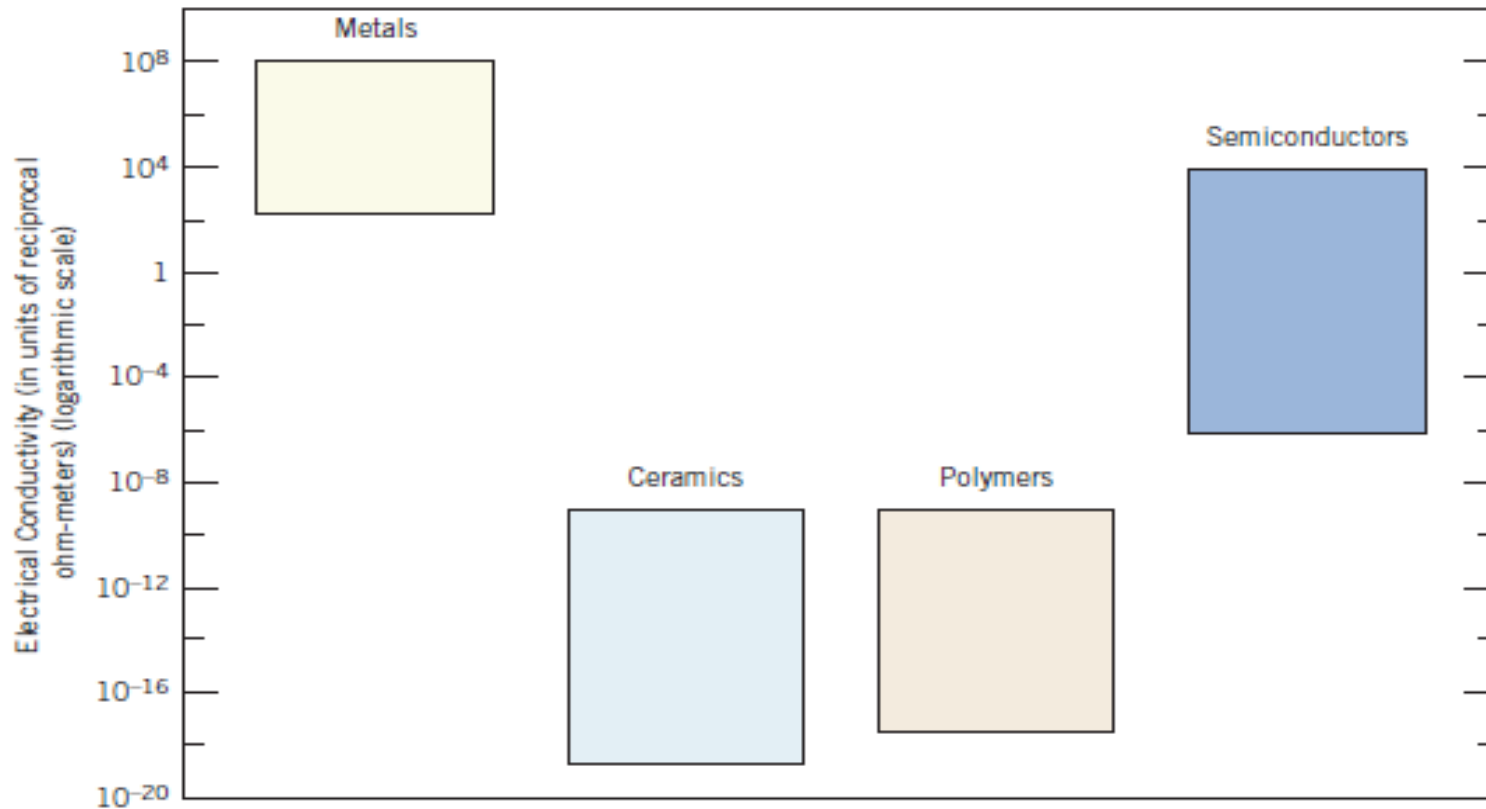 Metals
10⁸
Semiconductors
10⁴
1
10⁻⁴
10⁻⁸
Ceramics
Polymers
10⁻¹²
10⁻¹⁶
10⁻²⁰
Electrical Conductivity (in units of reciprocal
ohm-meters) (logarithmic scale)